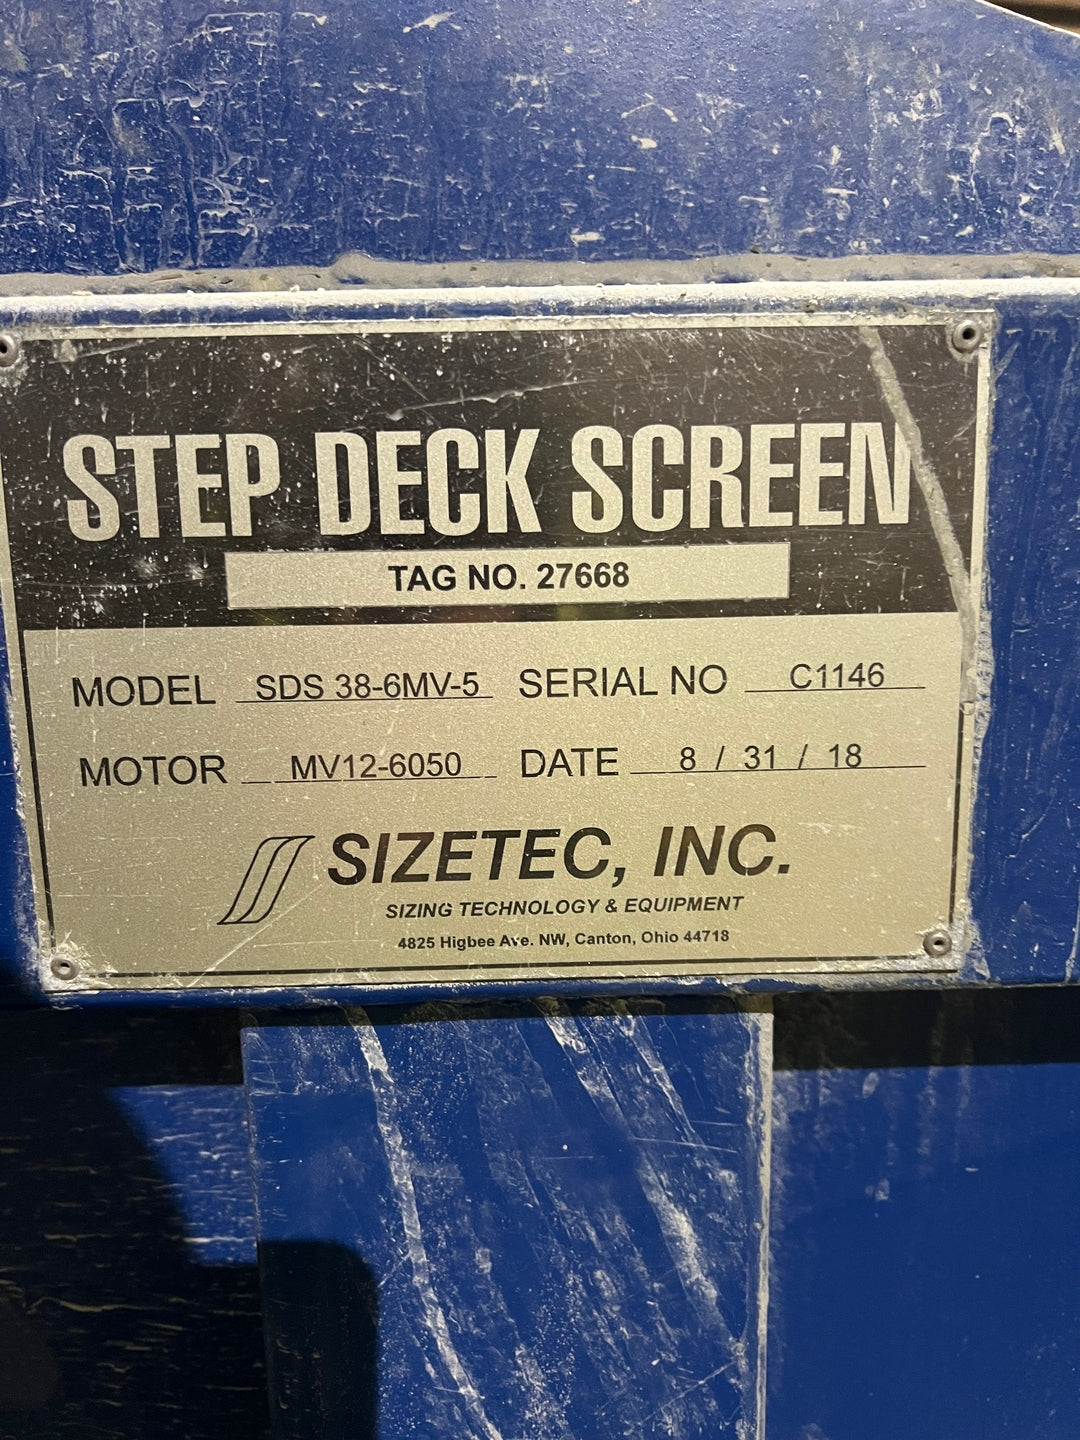 STEP DECK SCREEN
TAG NO. 27668
MODEL SDS 38-6MV-5 SERIAL NO C1146
MOTOR MV12-6050 DATE 8 / 31 / 18
SIZETEC, INC.
SIZING TECHNOLOGY & EQUIPMENT
4825 Higbee Ave. NW, Canton, Ohio 44718